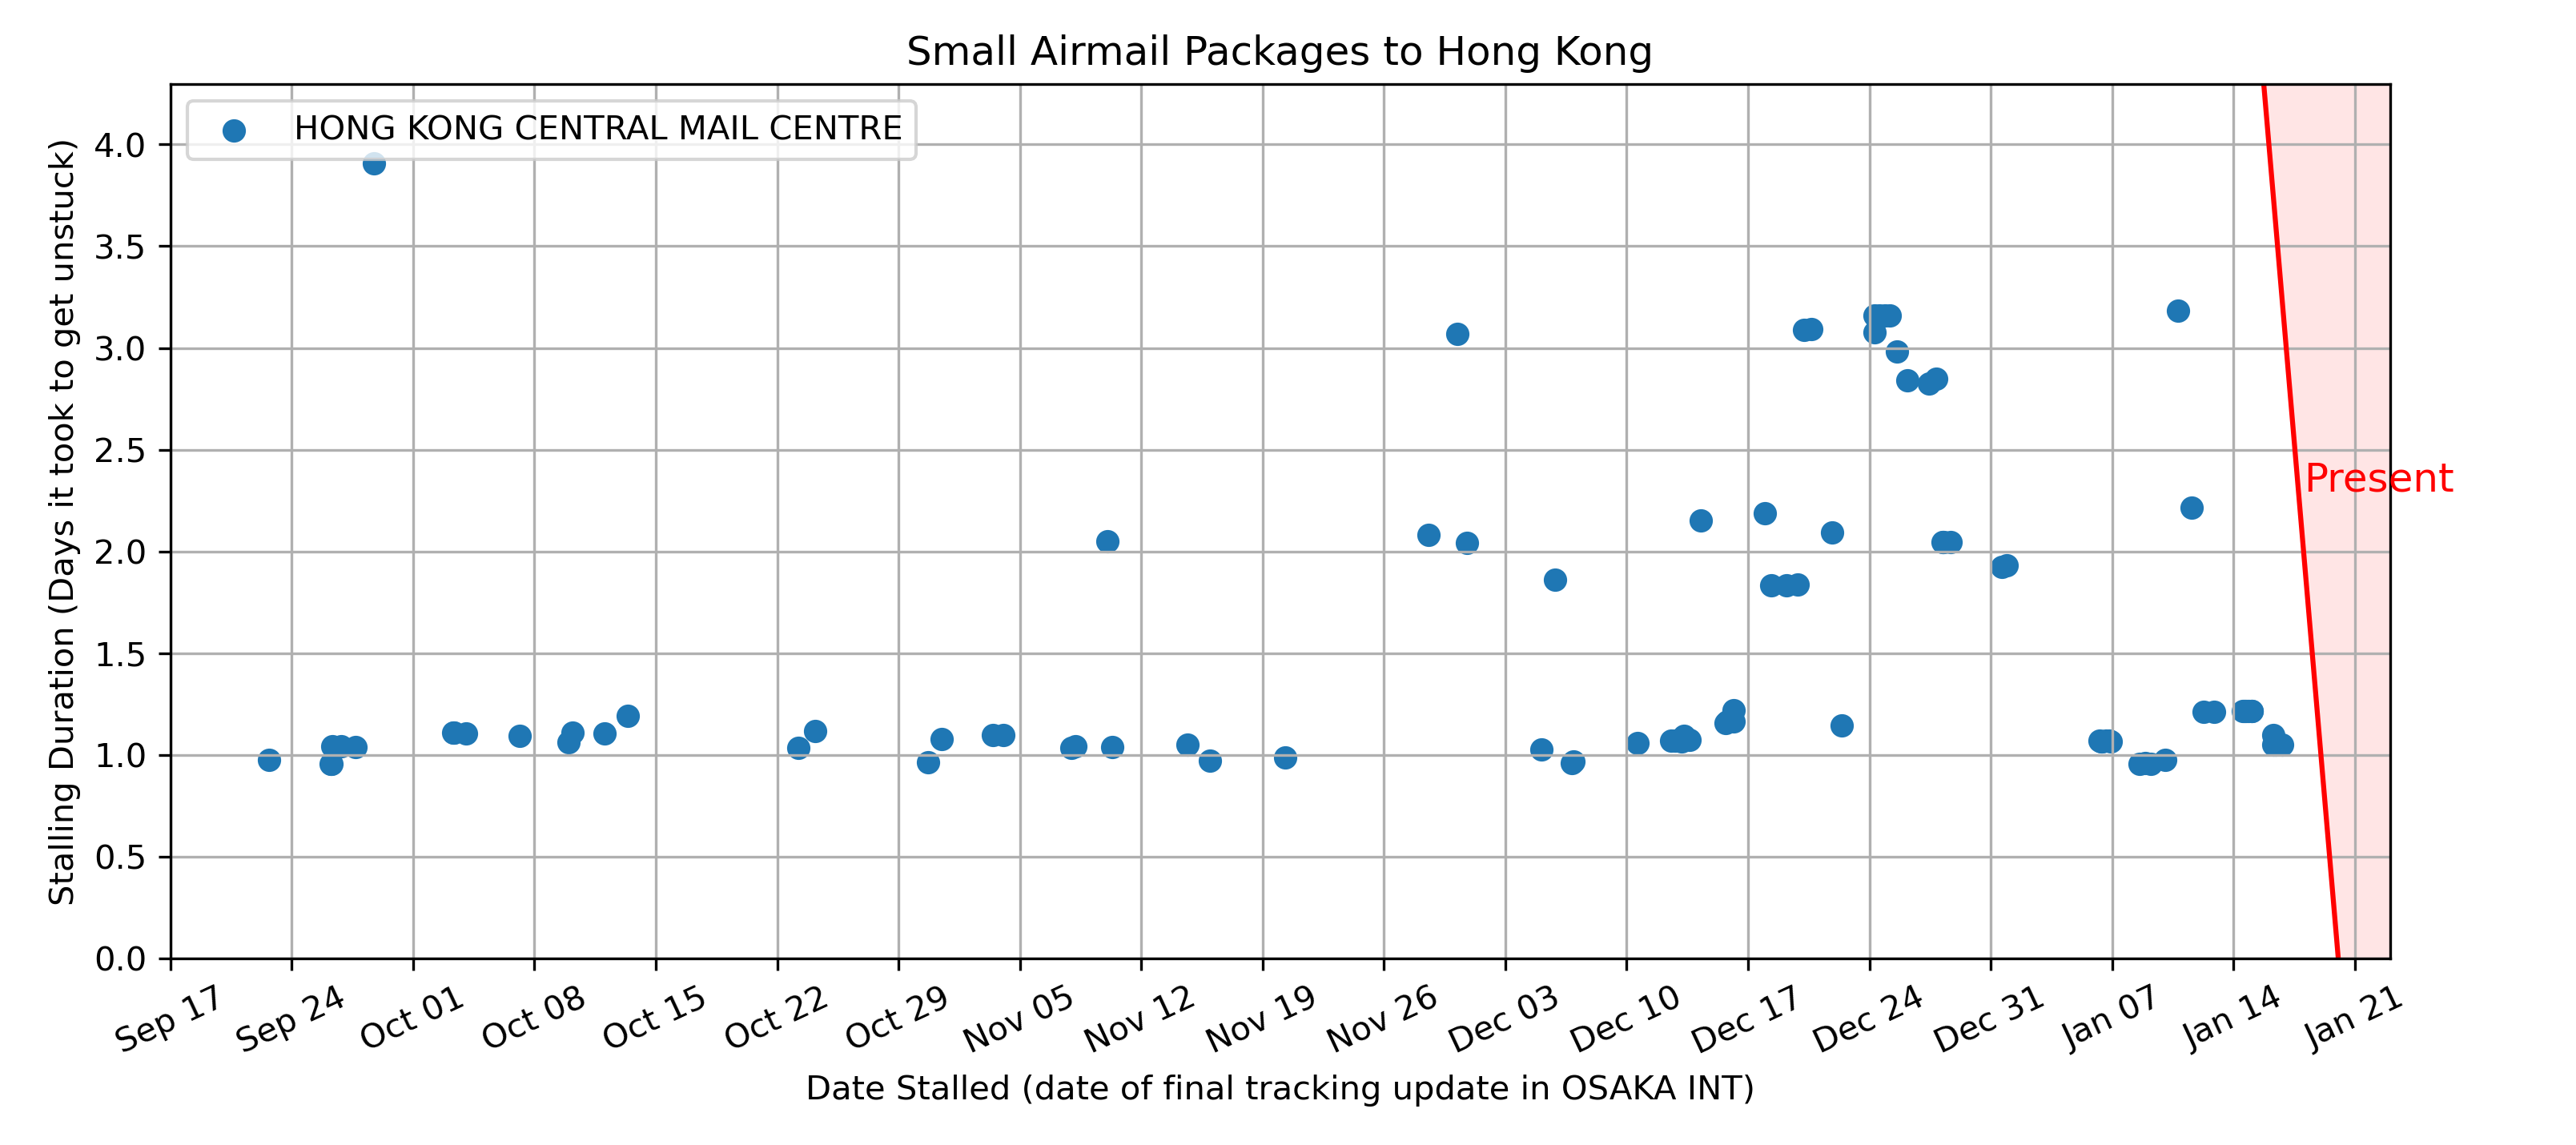 Small Airmail Packages to Hong Kong
HONG KONG CENTRAL MAIL CENTRE
Stalling Duration (Days it took to get unstuck)
4.0
3.5
3.0
2.5
2.0
1.5
1.0
0.5
0.0
Present
Sep 17
Sep 24
Oct 01
Oct 08
Oct 15
Oct 22
Oct 29
Nov 05
Nov 12
Nov 19
Nov 26
Dec 03
Dec 10
Dec 17
Dec 24
Dec 31
Jan 07
Jan 14
Jan 21
Date Stalled (date of final tracking update in OSAKA INT)